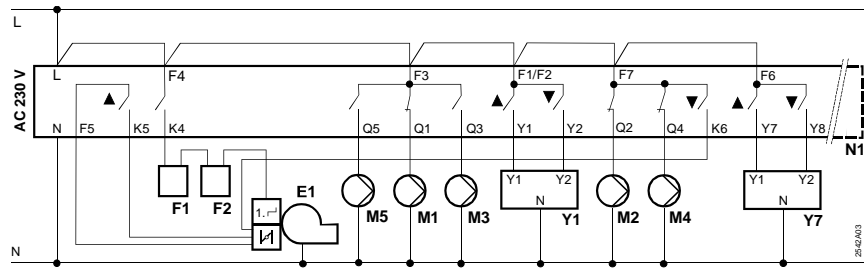 L
AC 230 V
L F4 F3 F1/F2 F7 F6
N F5 K5 K4 Q5 Q1 Q3 Y1 Y2 Q2 Q4 K6 Y7 Y8
N1
F1 F2 E1 M5 M1 M3 Y1 Y2 N Y1 M2 M4 Y1 Y2 N Y7
1.
N
2542A03